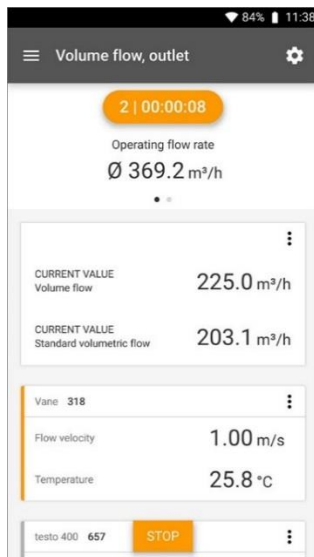 84% 11:38
Volume flow, outlet
2 | 00:00:08
Operating flow rate
Ø 369.2 m³/h
CURRENT VALUE
Volume flow 225.0 m³/h
CURRENT VALUE
Standard volumetric flow 203.1 m³/h
Vane 318
Flow velocity 1.00 m/s
Temperature 25.8 °C
testo 400 657 STOP